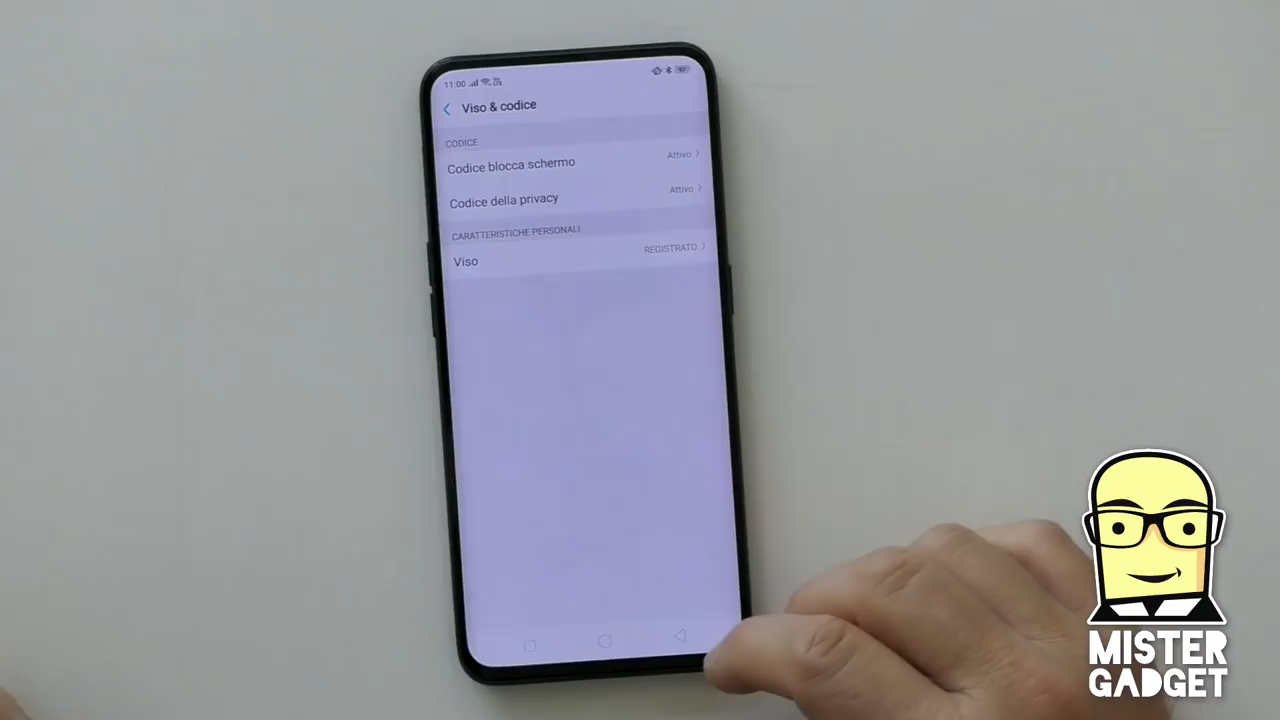 11:00
Viso & codice
CODICE
Codice blocca schermo
Attivo
Codice della privacy
Attivo
CARATTERISTICHE PERSONALI
Viso
REGISTRATO
MISTER
GADGET